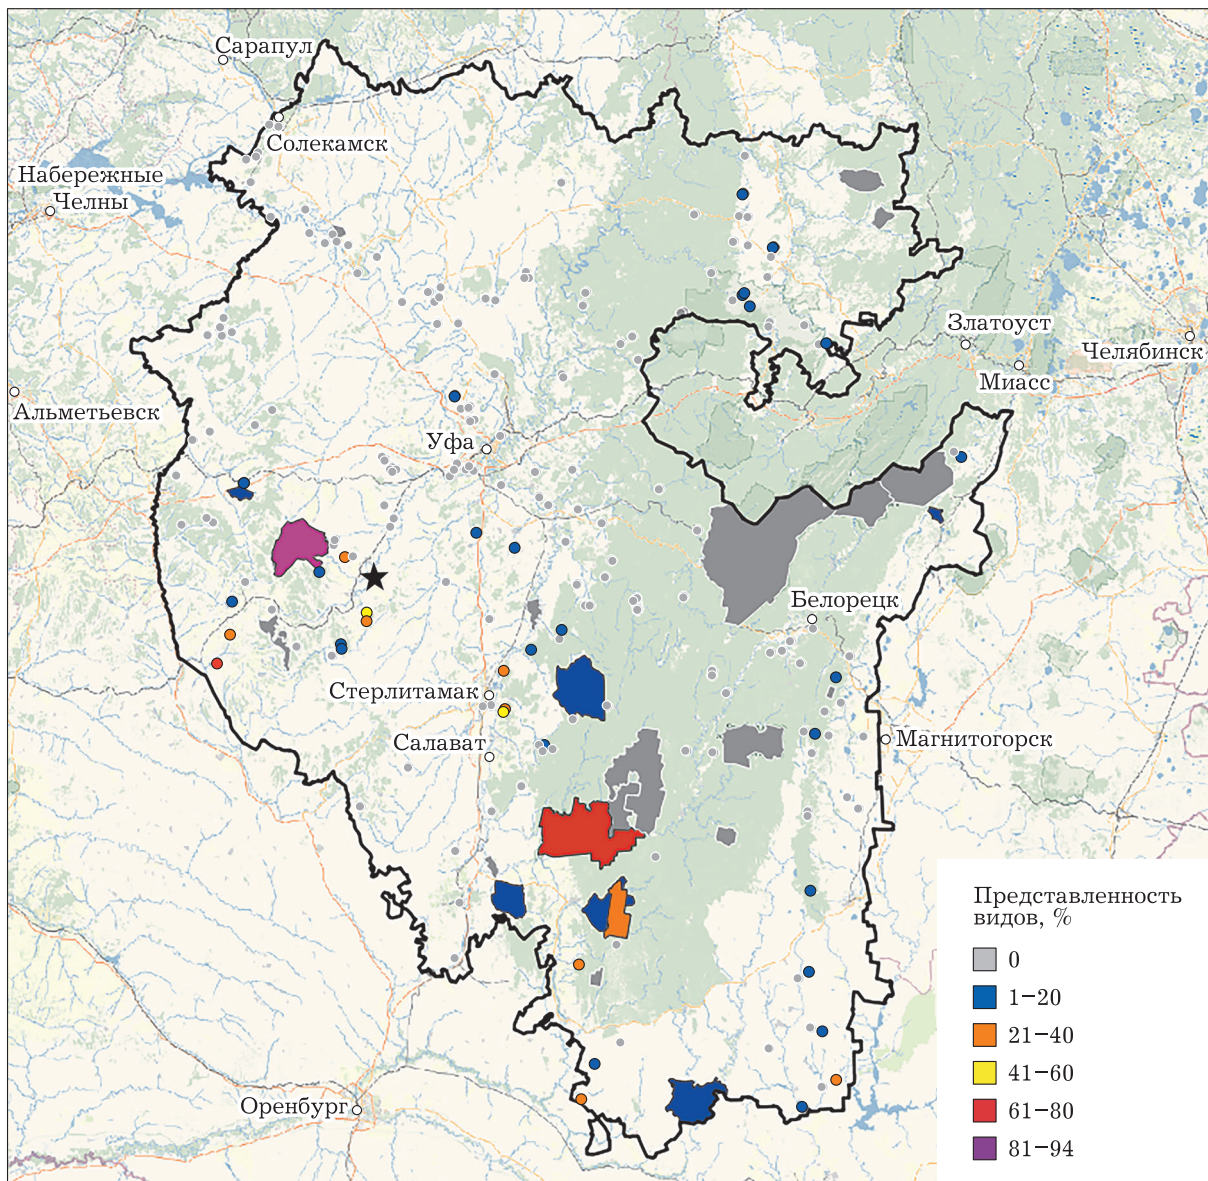 Сарапул
Солекамск
Набережные
Челны
Златоуст
Челябинск
Миасс
Альметьевск
Уфа
Белорецк
Стерлитамак
Салават
Магнитогорск
Оренбург
Представленность
видов, %
0
1–20
21–40
41–60
61–80
81–94